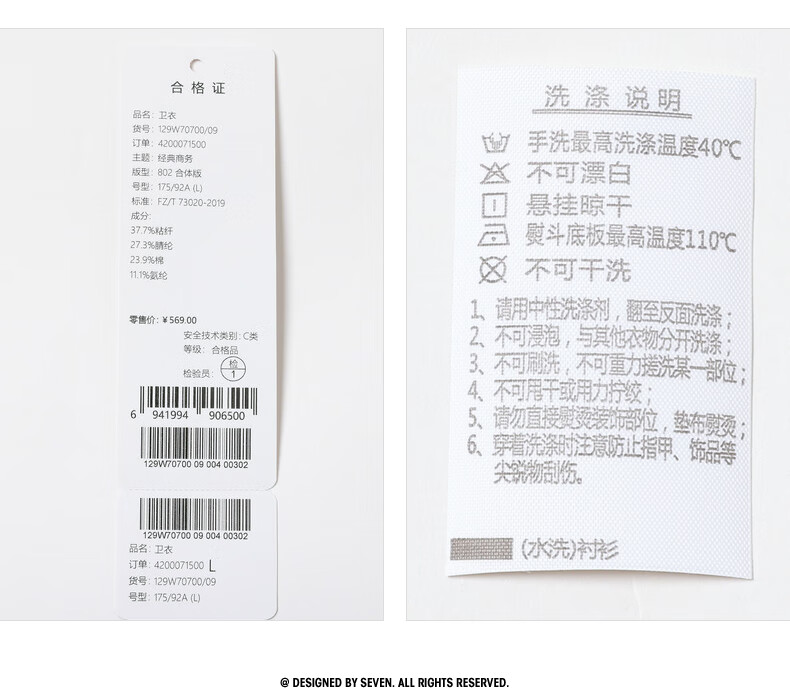 合格证
品名: 卫衣
货号: 129W70700/09
订单: 4200071500
主题: 经典商务
版型: 802 合体版
号型: 175/92A (L)
标准: FZ/T 73020-2019
成分:
37.7%粘纤
27.3%腈纶
23.9%棉
11.1%氨纶
零售价: ¥569.00
安全技术类别: C类
等级: 合格品
检验员: 检1
6 941994 906500
129W70700 09 004 00302
129W70700 09 004 00302
品名: 卫衣
订单: 4200071500 L
货号: 129W70700/09
号型: 175/92A (L)
洗涤说明
手洗最高洗涤温度40℃
不可漂白
悬挂晾干
熨斗底板最高温度110℃
不可干洗
1、请用中性洗涤剂，翻至反面洗涤；
2、不可浸泡，与其他衣物分开洗涤；
3、不可刷洗，不可重力搓洗某一部位；
4、不可甩干或用力拧绞；
5、请勿直接熨烫装饰部位，垫布熨烫；
6、穿着洗涤时注意防止指甲、饰品等
尖锐物刮伤。
(水洗)衬衫
@ DESIGNED BY SEVEN. ALL RIGHTS RESERVED.